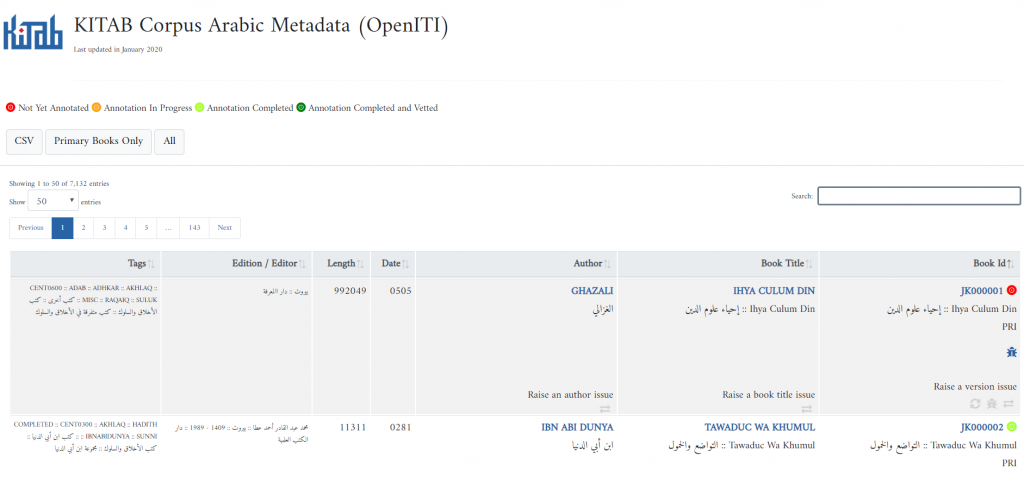 KiTab
KITAB Corpus Arabic Metadata (OpenITI)
Last updated in January 2020
Not Yet Annotated Annotation In Progress Annotation Completed Annotation Completed and Vetted
CSV Primary Books Only All
Showing 1 to 50 of 7,132 entries
Show 50 entries
Search:
Previous 1 2 3 4 5 ... 143 Next
Tags Edition / Editor Length Date Author Book Title Book Id
CENT0600 :: ADAB :: ADHKAR :: AKHLAQ ::
MISC :: RAQARQ :: SULUK :: كتب أخرى :: كتب
الأخلاق والسلوك :: كتب متفرقة في الأخلاق والسلوك
بيروت :: دار المعرفة
992049
0505
GHAZALI
الغزالي
Raise an author issue
IHYA CULUM DIN
Ihya Culum Din :: إحياء علوم الدين
Raise a book title issue
JK000001
Ihya Culum Din :: إحياء علوم الدين
PRI
Raise a version issue
COMPLETED :: CENT0300 :: AKHLAQ :: HADITH
:: IBNABIDUNYA :: SUNNI :: كتب ابن أبي الدنيا ::
كتب الأخلاق والسلوك :: مجموعة ابن أبي الدنيا
محمد عبد القادر أحمد عطا :: بيروت :: 1409 - 1989 :: دار
الكتب العلمية
11311
0281
IBN ABI DUNYA
ابن أبي الدنيا
TAWADUC WA KHUMUL
Tawaduc Wa Khumul :: التواضع والخمول
JK000002
Tawaduc Wa Khumul :: التواضع والخمول
PRI